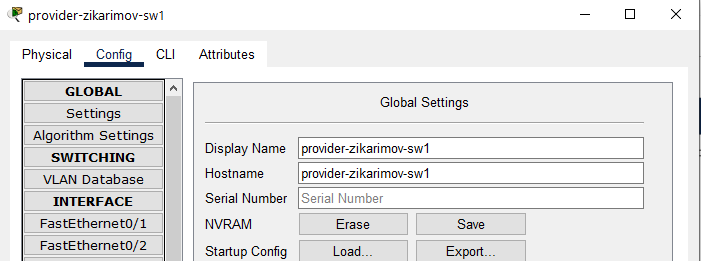 provider-zikarimov-sw1
Physical Config CLI Attributes
GLOBAL
Settings
Algorithm Settings
SWITCHING
VLAN Database
INTERFACE
FastEthernet0/1
FastEthernet0/2
Global Settings
Display Name provider-zikarimov-sw1
Hostname provider-zikarimov-sw1
Serial Number Serial Number
NVRAM Erase Save
Startup Config Load... Export...